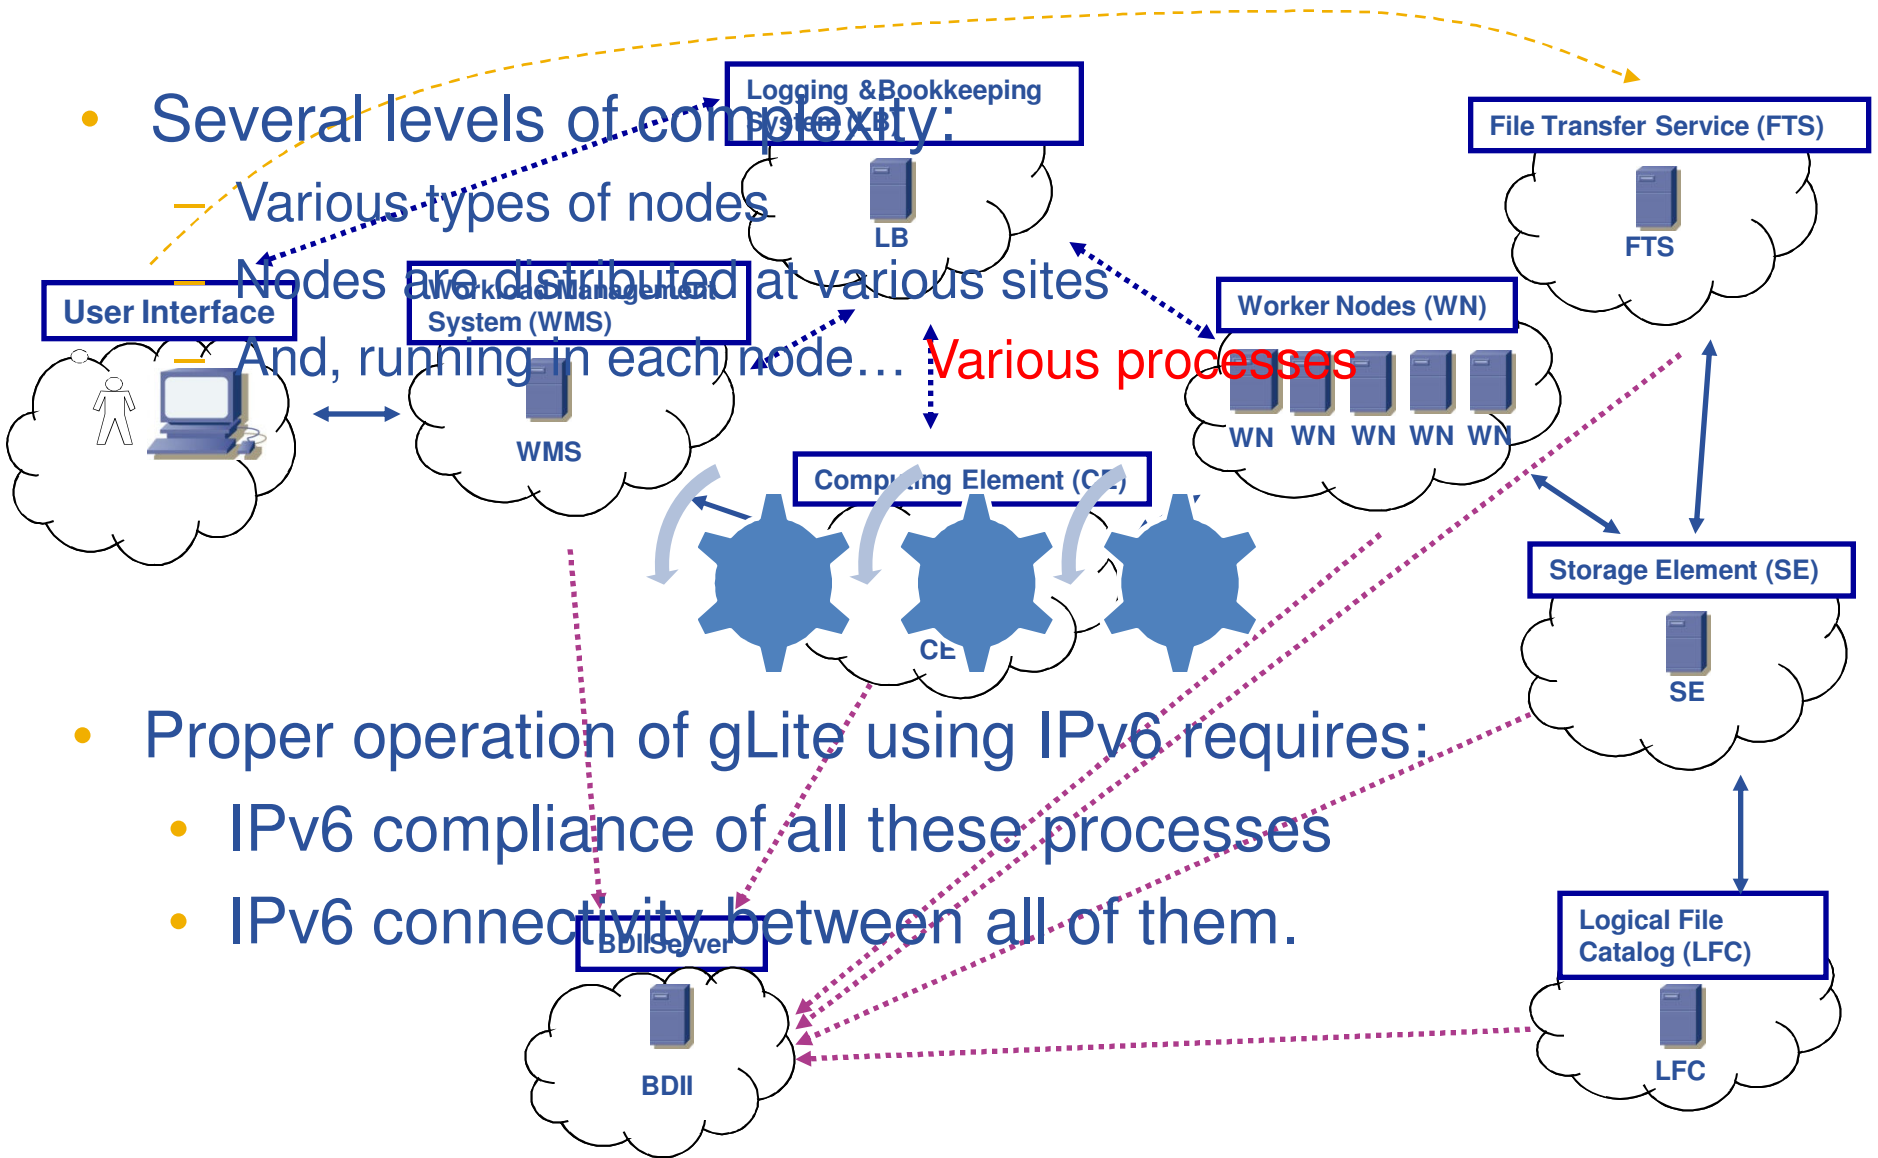 • Several levels of complexity:
– Various types of nodes
– Nodes are distributed at various sites
– And, running in each node… Various processes
Logging &Bookkeeping
System (LB)
LB
File Transfer Service (FTS)
FTS
User Interface
Workload Management
System (WMS)
WMS
Worker Nodes (WN)
WN WN WN WN WN
Computing Element (CE)
CE
Storage Element (SE)
SE
• Proper operation of gLite using IPv6 requires:
• IPv6 compliance of all these processes
• IPv6 connectivity between all of them.
BDII Server
BDII
Logical File
Catalog (LFC)
LFC